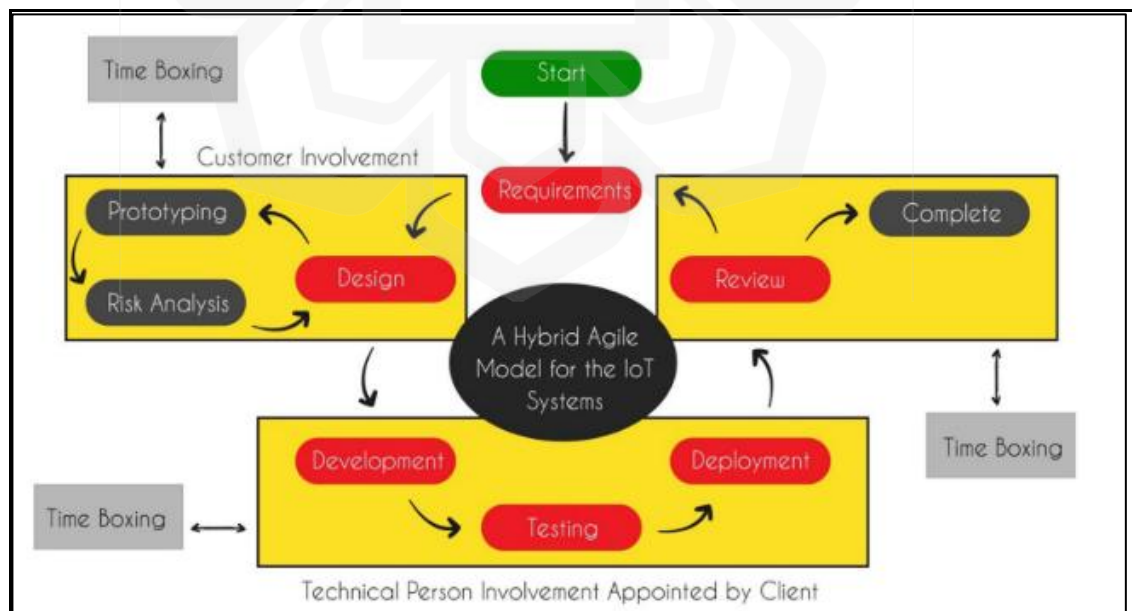 Time Boxing
Start
Customer Involvement
Requirements
Prototyping
Complete
Design
Review
Risk Analysis
A Hybrid Agile
Model for the IoT
Systems
Development
Deployment
Time Boxing
Time Boxing
Testing
Technical Person Involvement Appointed by Client